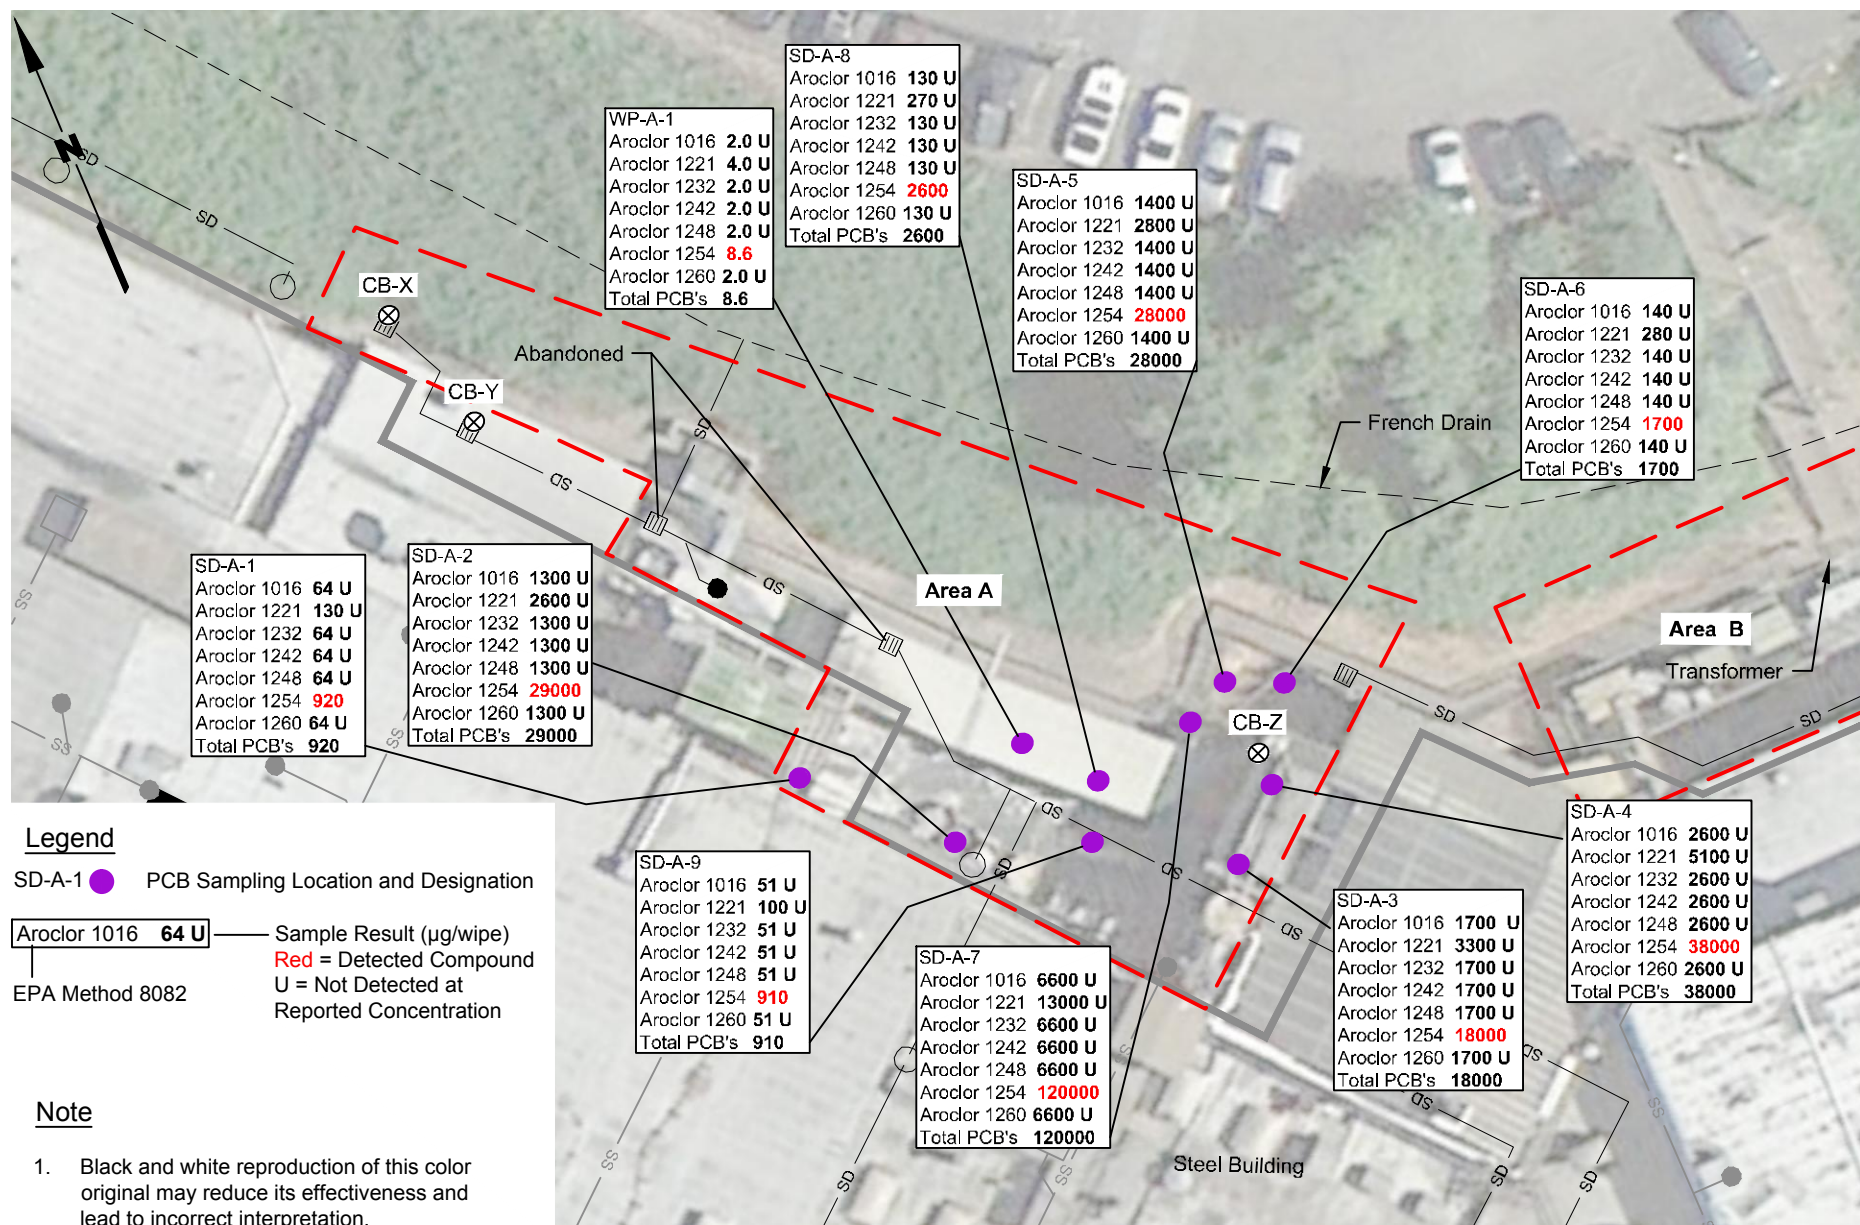 SD-A-8
Aroclor 1016 130 U
Aroclor 1221 270 U
Aroclor 1232 130 U
Aroclor 1242 130 U
Aroclor 1248 130 U
Aroclor 1254 2600
Aroclor 1260 130 U
Total PCB's 2600
WP-A-1
Aroclor 1016 2.0 U
Aroclor 1221 4.0 U
Aroclor 1232 2.0 U
Aroclor 1242 2.0 U
Aroclor 1248 2.0 U
Aroclor 1254 8.6
Aroclor 1260 2.0 U
Total PCB's 8.6
SD-A-5
Aroclor 1016 1400 U
Aroclor 1221 2800 U
Aroclor 1232 1400 U
Aroclor 1242 1400 U
Aroclor 1248 1400 U
Aroclor 1254 28000
Aroclor 1260 1400 U
Total PCB's 28000
SD-A-6
Aroclor 1016 140 U
Aroclor 1221 280 U
Aroclor 1232 140 U
Aroclor 1242 140 U
Aroclor 1248 140 U
Aroclor 1254 1700
Aroclor 1260 140 U
Total PCB's 1700
N
SD
SD
CB-X
CB-Y
Abandoned
SD
SD
SD
French Drain
Area A
Area B
Transformer
SD
SD
CB-Z
SD-A-1
Aroclor 1016 64 U
Aroclor 1221 130 U
Aroclor 1232 64 U
Aroclor 1242 64 U
Aroclor 1248 64 U
Aroclor 1254 920
Aroclor 1260 64 U
Total PCB's 920
SD-A-2
Aroclor 1016 1300 U
Aroclor 1221 2600 U
Aroclor 1232 1300 U
Aroclor 1242 1300 U
Aroclor 1248 1300 U
Aroclor 1254 29000
Aroclor 1260 1300 U
Total PCB's 29000
SS
SS
SS
SD
SD
SD
SD
SD-A-9
Aroclor 1016 51 U
Aroclor 1221 100 U
Aroclor 1232 51 U
Aroclor 1242 51 U
Aroclor 1248 51 U
Aroclor 1254 910
Aroclor 1260 51 U
Total PCB's 910
SD-A-7
Aroclor 1016 6600 U
Aroclor 1221 13000 U
Aroclor 1232 6600 U
Aroclor 1242 6600 U
Aroclor 1248 6600 U
Aroclor 1254 120000
Aroclor 1260 6600 U
Total PCB's 120000
SD-A-3
Aroclor 1016 1700 U
Aroclor 1221 3300 U
Aroclor 1232 1700 U
Aroclor 1242 1700 U
Aroclor 1248 1700 U
Aroclor 1254 18000
Aroclor 1260 1700 U
Total PCB's 18000
SD-A-4
Aroclor 1016 2600 U
Aroclor 1221 5100 U
Aroclor 1232 2600 U
Aroclor 1242 2600 U
Aroclor 1248 2600 U
Aroclor 1254 38000
Aroclor 1260 2600 U
Total PCB's 38000
SS
SD
SD
SS
SS
SS
SD
SD
SD
Steel Building
Legend
SD-A-1 PCB Sampling Location and Designation
Aroclor 1016 64 U
Sample Result (µg/wipe)
Red = Detected Compound
U = Not Detected at
Reported Concentration
EPA Method 8082
Note
1. Black and white reproduction of this color
original may reduce its effectiveness and
lead to incorrect interpretation.